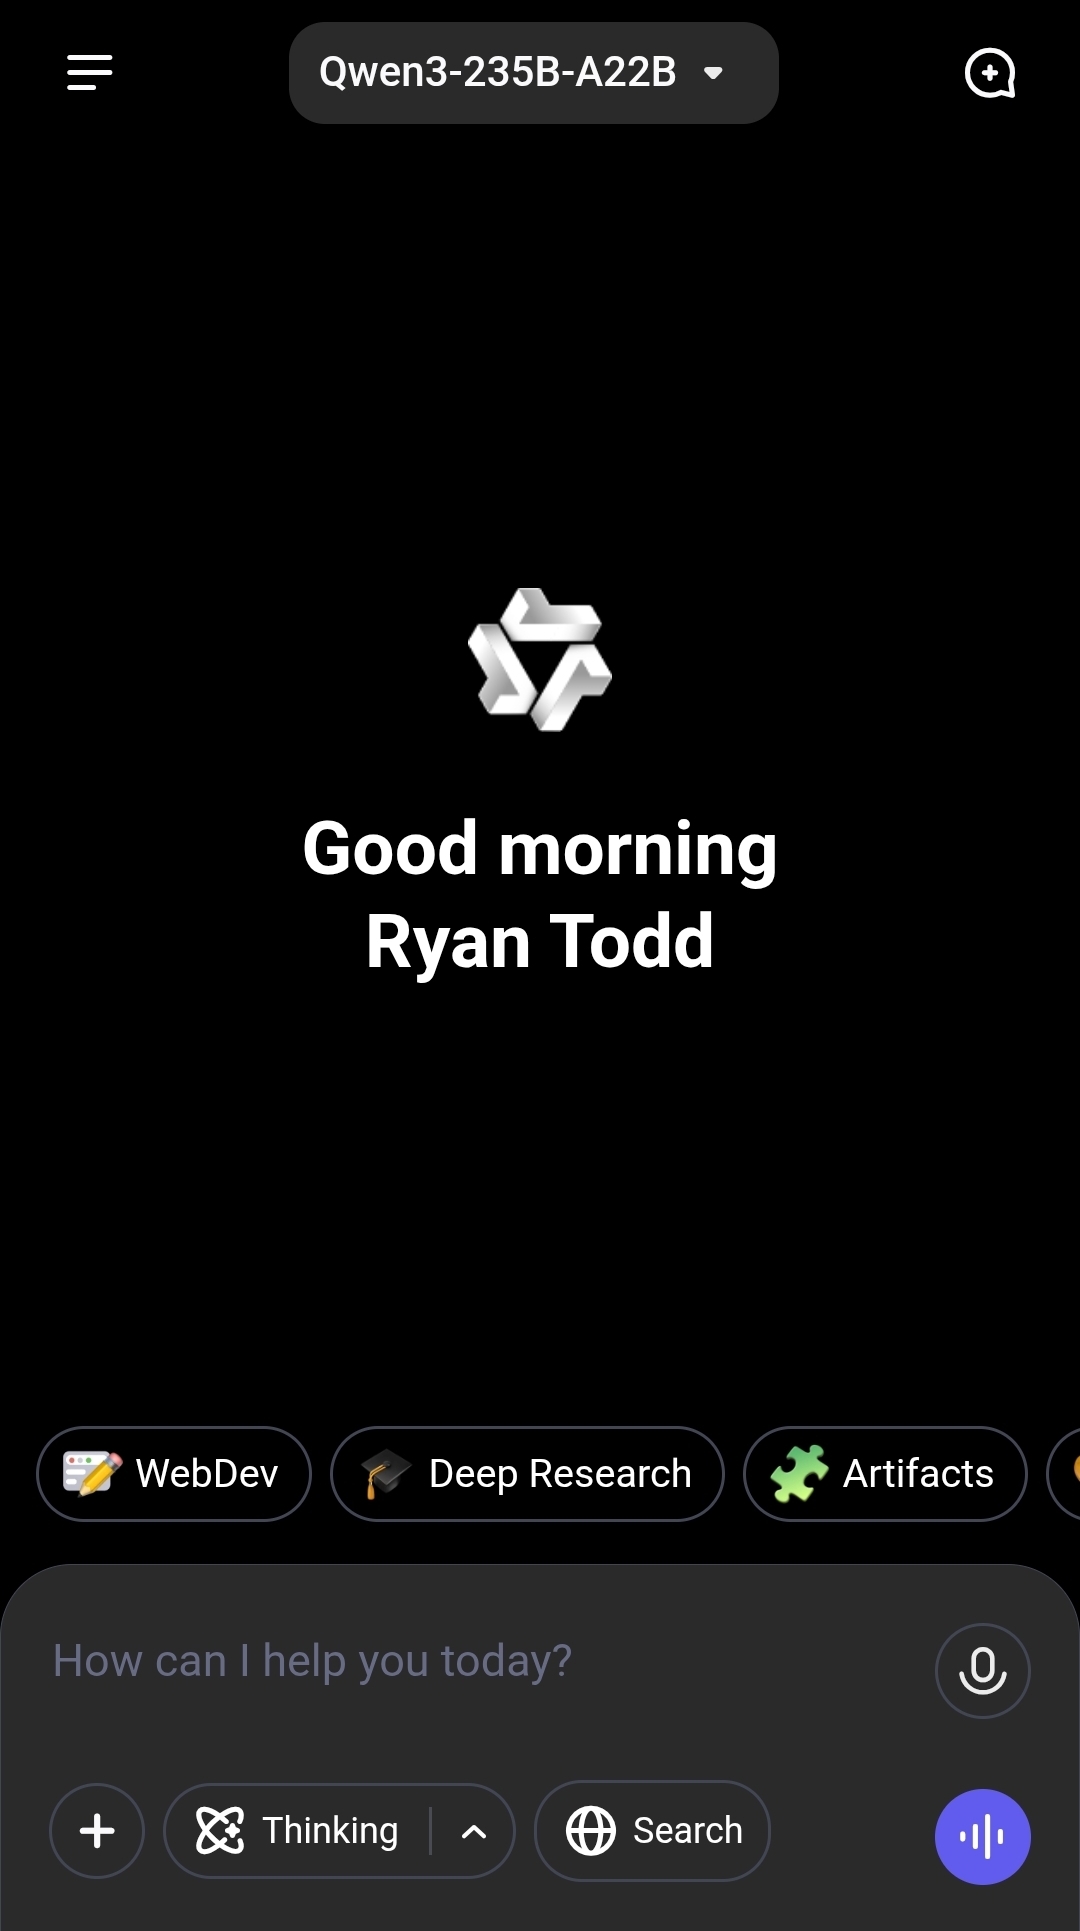 Qwen3-235B-A22B
Good morning
Ryan Todd
WebDev
Deep Research
Artifacts
How can I help you today?
Thinking
Search